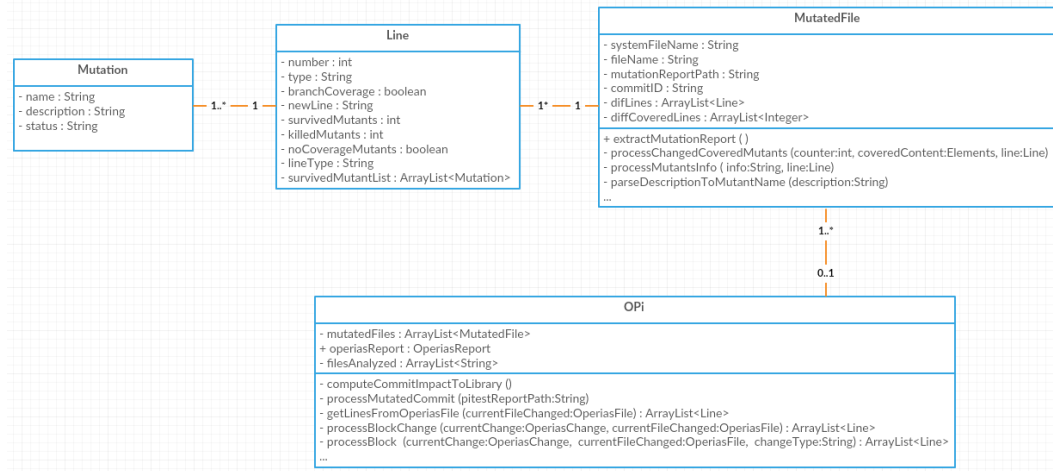 Mutation
- name : String
- description : String
- status : String
1..*
1
Line
- number : int
- type : String
- branchCoverage : boolean
- newLine : String
- survivedMutants : int
- killedMutants : int
- noCoverageMutants : boolean
- lineType : String
- survivedMutantList : ArrayList<Mutation>
1*
1
MutatedFile
- systemFileName : String
- fileName : String
- mutationReportPath : String
- commitID : String
- difLines : ArrayList<Line>
- diffCoveredLines : ArrayList<Integer>
+ extractMutationReport ( )
- processChangedCoveredMutants (counter:int, coveredContent:Elements, line:Line)
- processMutantsInfo ( info:String, line:Line)
- parseDescriptionToMutantName (description:String)
...
1..*
0..1
OPi
- mutatedFiles : ArrayList<MutatedFile>
+ operiasReport : OperiasReport
- filesAnalyzed : ArrayList<String>
- computeCommitImpactToLibrary ()
- processMutatedCommit (pitestReportPath:String)
- getLinesFromOperiasFile (currentFileChanged:OperiasFile) : ArrayList<Line>
- processBlockChange (currentChange:OperiasChange, currentFileChanged:OperiasFile) : ArrayList<Line>
- processBlock (currentChange:OperiasChange, currentFileChanged:OperiasFile, changeType:String) : ArrayList<Line>
...